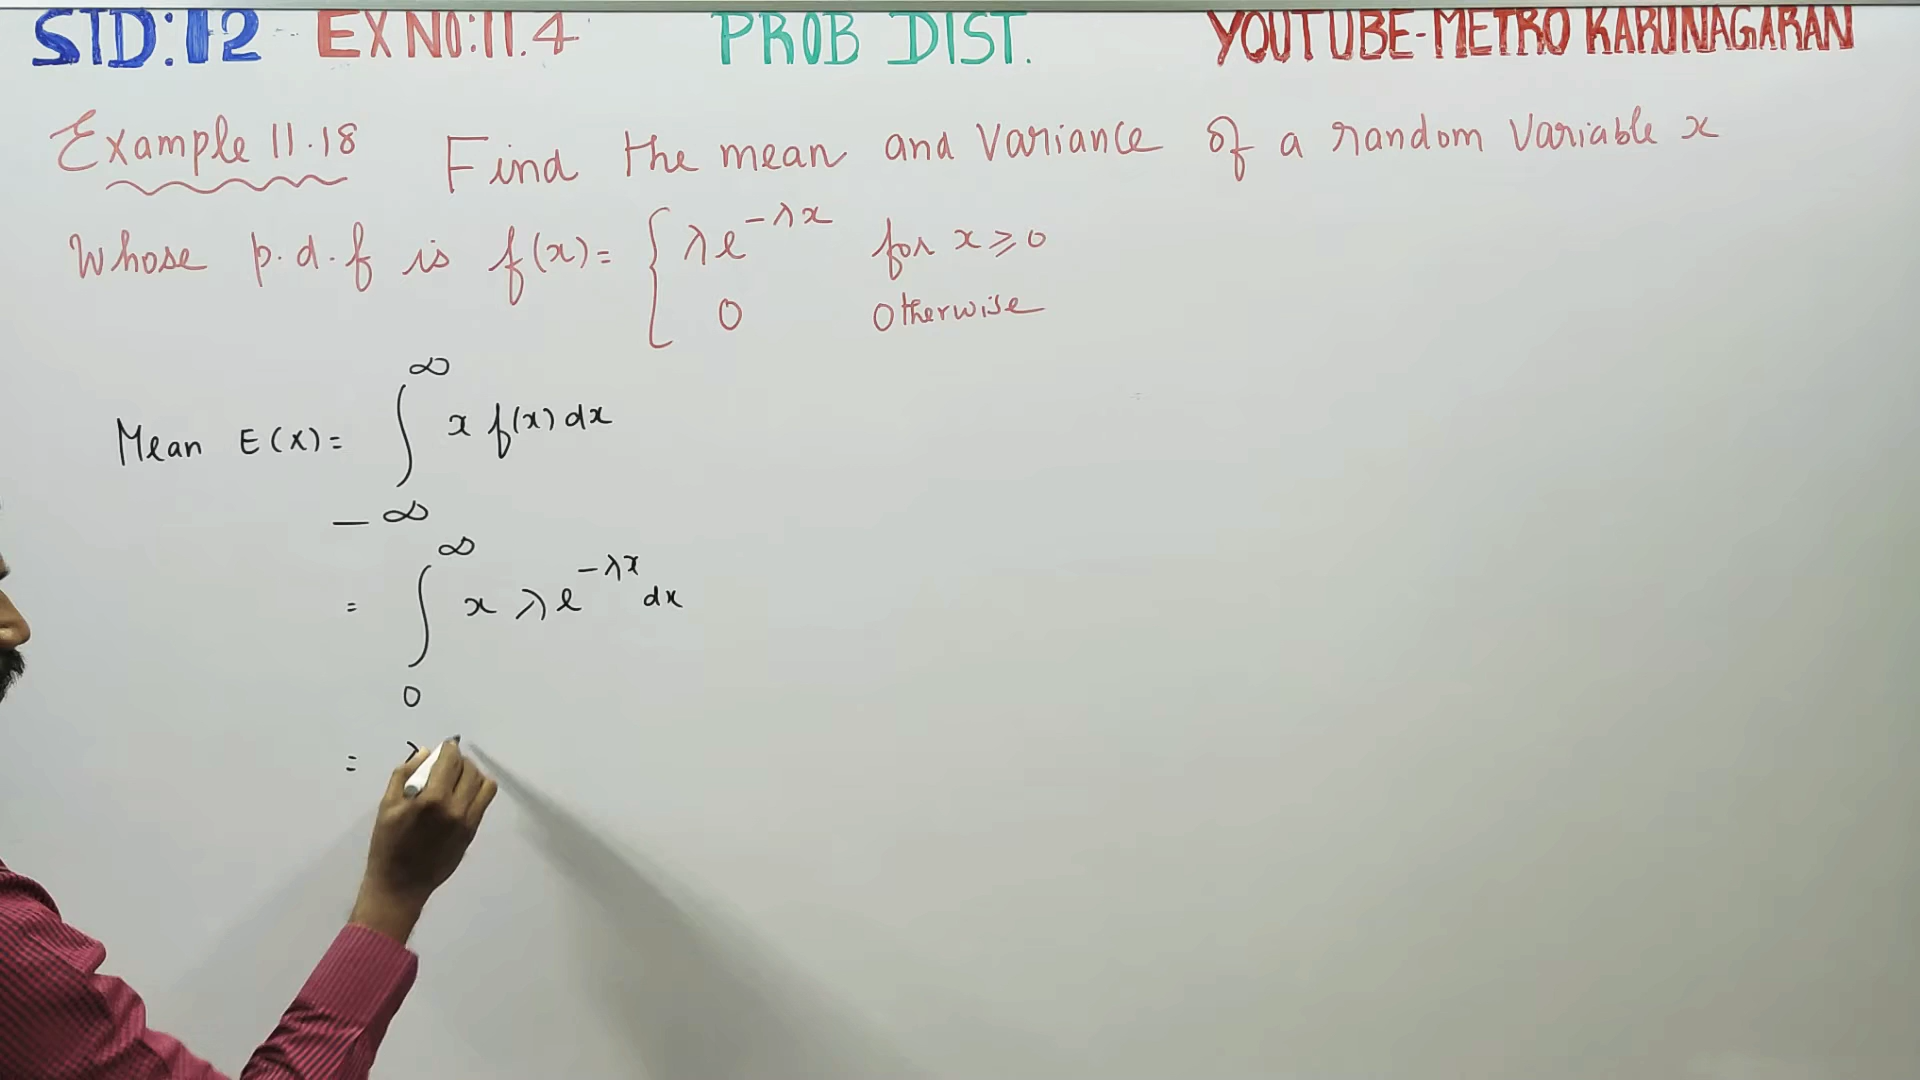 STD:12 EX NO:11.4 PROB DIST. YOUTUBE-METRO KARUNAGARAN
Example 11.18 Find the mean and Variance of a random Variable x
Whose p.d.f is f(x)= { λe^{-λx} for x ⩾ 0
0 Otherwise
Mean E(X)= ∫_{-∞}^{∞} x f(x) dx
= ∫_{0}^{∞} x λ e^{-λx} dx
= λ